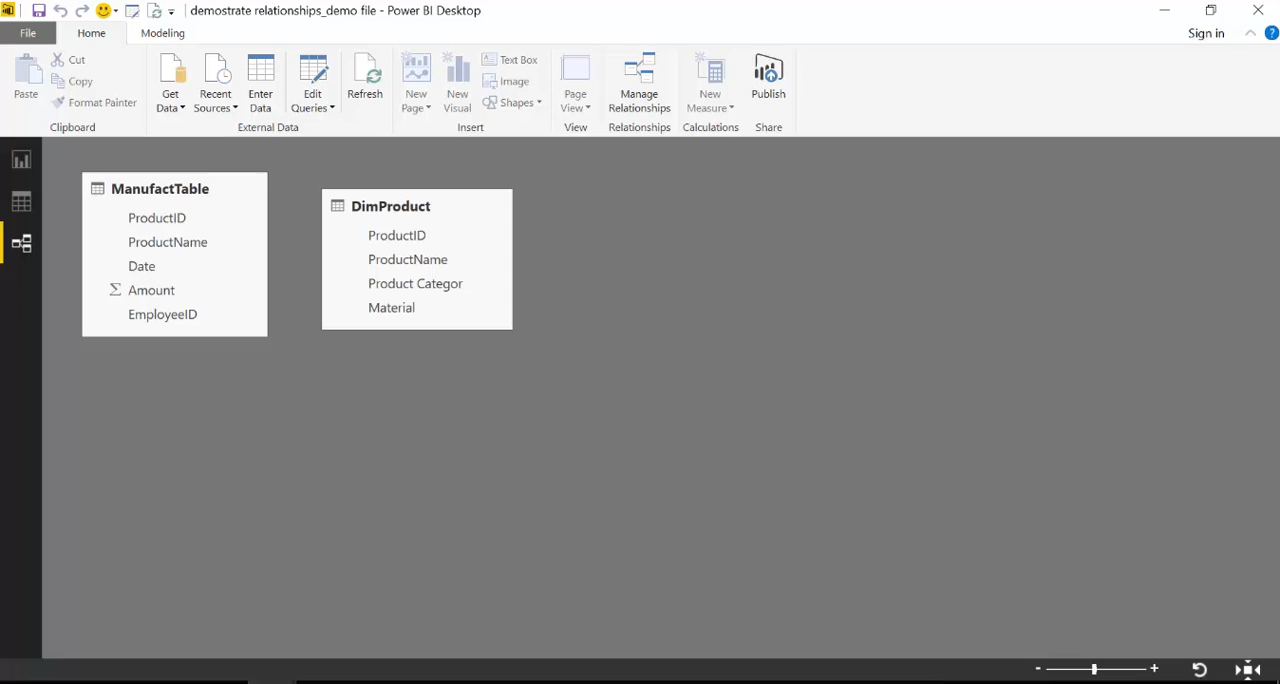 demostrate relationships_demo file - Power BI Desktop
File Home Modeling Sign in ?
Paste
Cut
Copy
Format Painter
Clipboard
Get Data
Recent Sources
Enter Data
Edit Queries
Refresh
External Data
New Page
New Visual
Text Box
Image
Shapes
Insert
Page View
View
Manage Relationships
Relationships
New Measure
Calculations
Publish
Share
ManufactTable
ProductID
ProductName
Date
Σ Amount
EmployeeID
DimProduct
ProductID
ProductName
Product Categor
Material
- +